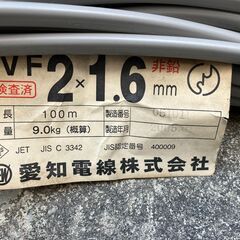 VF 2×1.6mm 非鉛
検査済
長 100m 製造番号
量 9.0kg(概算) 製造年月
JET JIS C 3342 JIS認定番号 400009
愛知電線株式会社